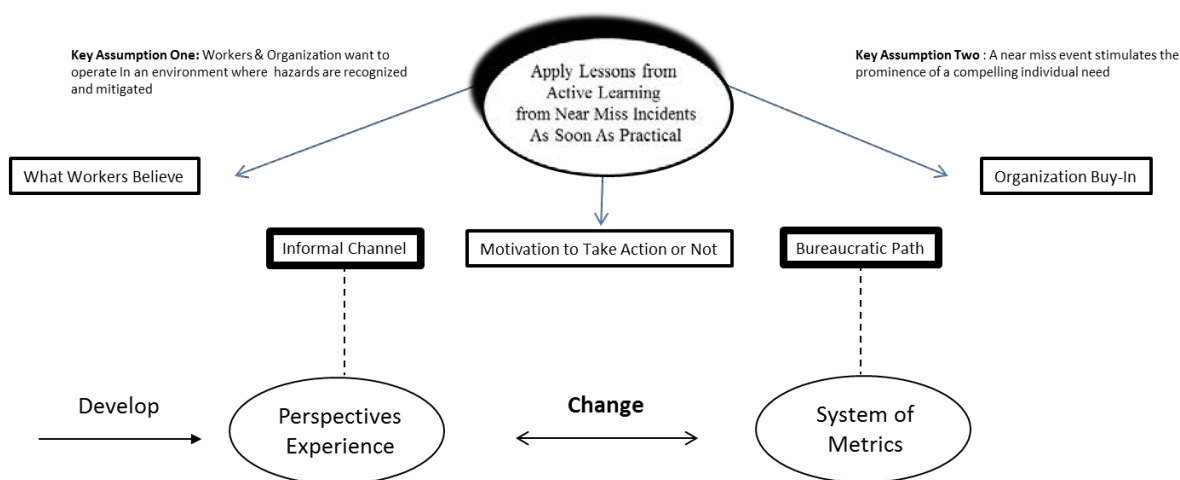 Key Assumption One: Workers & Organization want to
operate In an environment where hazards are recognized
and mitigated
Apply Lessons from
Active Learning
from Near Miss Incidents
As Soon As Practical
Key Assumption Two : A near miss event stimulates the
prominence of a compelling individual need
What Workers Believe
Organization Buy-In
Informal Channel
Motivation to Take Action or Not
Bureaucratic Path
Develop
Perspectives
Experience
Change
System of
Metrics